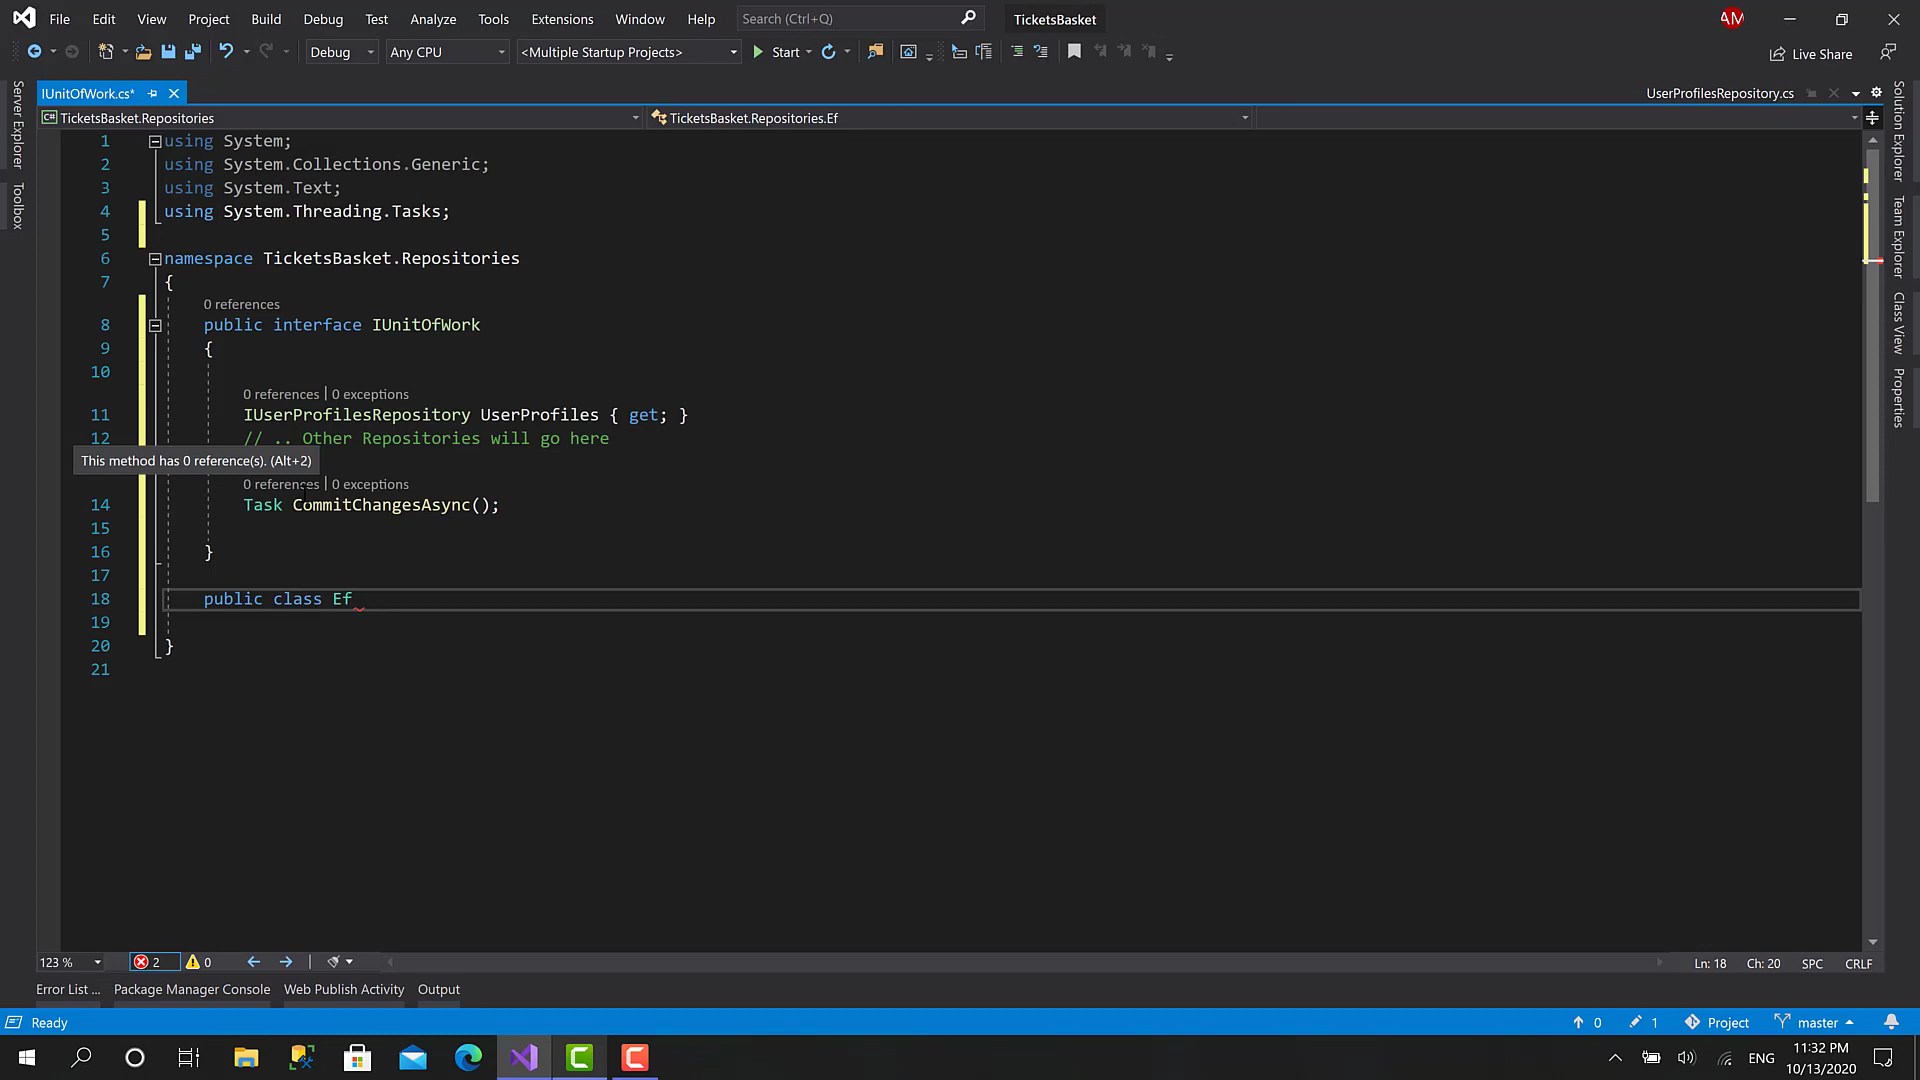 File Edit View Project Build Debug Test Analyze Tools Extensions Window Help Search (Ctrl+Q) TicketsBasket AM
Debug Any CPU <Multiple Startup Projects> Start Live Share
IUnitOfWork.cs* UserProfilesRepository.cs
C# TicketsBasket.Repositories TicketsBasket.Repositories.Ef
Server Explorer
Toolbox
Solution Explorer
Team Explorer
Class View
Properties
1 using System;
2 using System.Collections.Generic;
3 using System.Text;
4 using System.Threading.Tasks;
5
6 namespace TicketsBasket.Repositories
7 {
0 references
8 public interface IUnitOfWork
9 {
10
0 references | 0 exceptions
11 IUserProfilesRepository UserProfiles { get; }
12 // .. Other Repositories will go here
This method has 0 reference(s). (Alt+2)
0 references | 0 exceptions
14 Task CommitChangesAsync();
15
16 }
17
18 public class Ef
19
20 }
21
123 % 2 0 Ln: 18 Ch: 20 SPC CRLF
Error List ... Package Manager Console Web Publish Activity Output
Ready 0 1 Project master
ENG 11:32 PM
10/13/2020